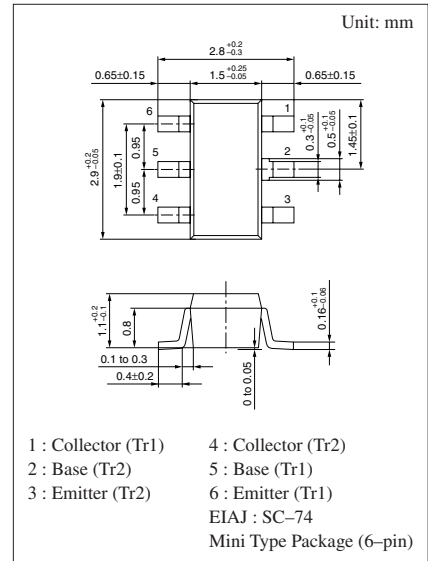 Unit: mm
2.8 +0.2 −0.3
0.65±0.15 1.5 +0.25 −0.05 0.65±0.15
6 1
5 2
4 3
2.9 +0.2 −0.05
1.9±0.1
0.95
0.95
0.3 +0.1 −0.05
0.5 +0.1 −0.05
1.45±0.1
1.1 +0.2 −0.1
0.8
0.1 to 0.3
0.4±0.2
0 to 0.05
0.16 +0.1 −0.06
1 : Collector (Tr1) 4 : Collector (Tr2)
2 : Base (Tr2) 5 : Base (Tr1)
3 : Emitter (Tr2) 6 : Emitter (Tr1)
EIAJ : SC–74
Mini Type Package (6–pin)